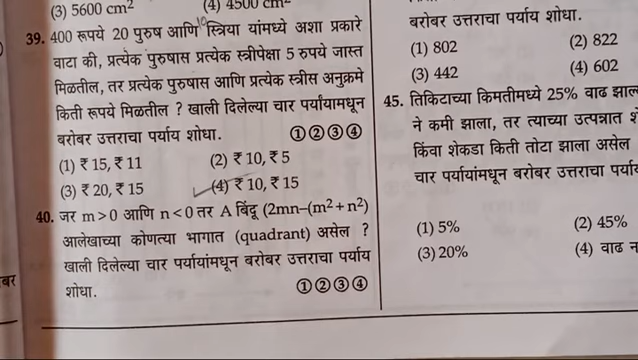 (3) 5600 cm²
(4) 4500 cm²
39. 400 रूपये 20 पुरुष आणि 10 स्त्रिया यांमध्ये अशा प्रकारे
वाटा की, प्रत्येक पुरुषास प्रत्येक स्त्रीपेक्षा 5 रुपये जास्त
मिळतील, तर प्रत्येक पुरुषास आणि प्रत्येक स्त्रीस अनुक्रमे
किती रूपये मिळतील ? खाली दिलेल्या चार पर्यायांमधून
बरोबर उत्तराचा पर्याय शोधा. ①②③④
(1) ₹ 15, ₹ 11 (2) ₹ 10, ₹ 5
(3) ₹ 20, ₹ 15 (4) ₹ 10, ₹ 15
40. जर m > 0 आणि n < 0 तर A बिंदू (2mn–(m² + n²)
आलेखाच्या कोणत्या भागात (quadrant) असेल ?
खाली दिलेल्या चार पर्यायांमधून बरोबर उत्तराचा पर्याय
शोधा. ①②③④
बर
बरोबर उत्तराचा पर्याय शोधा.
(1) 802 (2) 822
(3) 442 (4) 602
45. तिकिटाच्या किमतीमध्ये 25% वाढ
ने कमी झाला, तर त्याच्या उत्पन्नात
किंवा शेकडा किती तोटा झाला असेल
चार पर्यायांमधून बरोबर उत्तराचा
(1) 5% (2) 45%
(3) 20% (4) वाढ